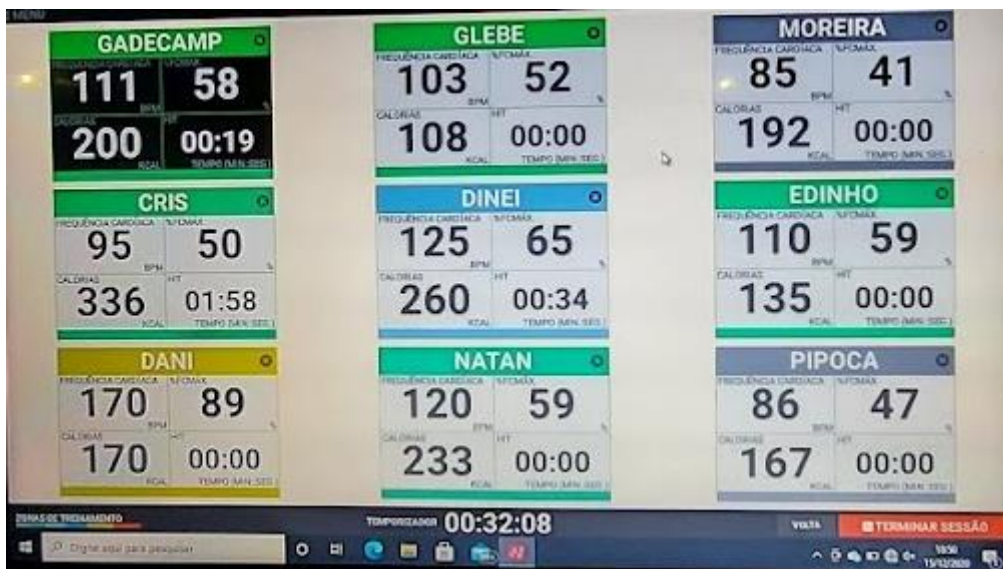 MENU
GADECAMP
FREQUÊNCIA CARDÍACA %FCMÁX
111 58
BPM %
CALORIAS HIT
200 00:19
KCAL TEMPO (MIN:SEG.)
GLEBE
FREQUÊNCIA CARDÍACA %FCMÁX
103 52
BPM %
CALORIAS HIT
108 00:00
KCAL TEMPO (MIN:SEG.)
MOREIRA
FREQUÊNCIA CARDÍACA %FCMÁX
85 41
BPM %
CALORIAS HIT
192 00:00
KCAL TEMPO (MIN:SEG.)
CRIS
FREQUÊNCIA CARDÍACA %FCMÁX
95 50
BPM %
CALORIAS HIT
336 01:58
KCAL TEMPO (MIN:SEG.)
DINEI
FREQUÊNCIA CARDÍACA %FCMÁX
125 65
BPM %
CALORIAS HIT
260 00:34
KCAL TEMPO (MIN:SEG.)
EDINHO
FREQUÊNCIA CARDÍACA %FCMÁX
110 59
BPM %
CALORIAS HIT
135 00:00
KCAL TEMPO (MIN:SEG.)
DANI
FREQUÊNCIA CARDÍACA %FCMÁX
170 89
BPM %
CALORIAS HIT
170 00:00
KCAL TEMPO (MIN:SEG.)
NATAN
FREQUÊNCIA CARDÍACA %FCMÁX
120 59
BPM %
CALORIAS HIT
233 00:00
KCAL TEMPO (MIN:SEG.)
PIPOCA
FREQUÊNCIA CARDÍACA %FCMÁX
86 47
BPM %
CALORIAS HIT
167 00:00
KCAL TEMPO (MIN:SEG.)
ZONAS DE TREINAMENTO TEMPORIZADOR 00:32:08 VOLTA TERMINAR SESSÃO
Digite aqui para pesquisar
18:50
15/12/2020